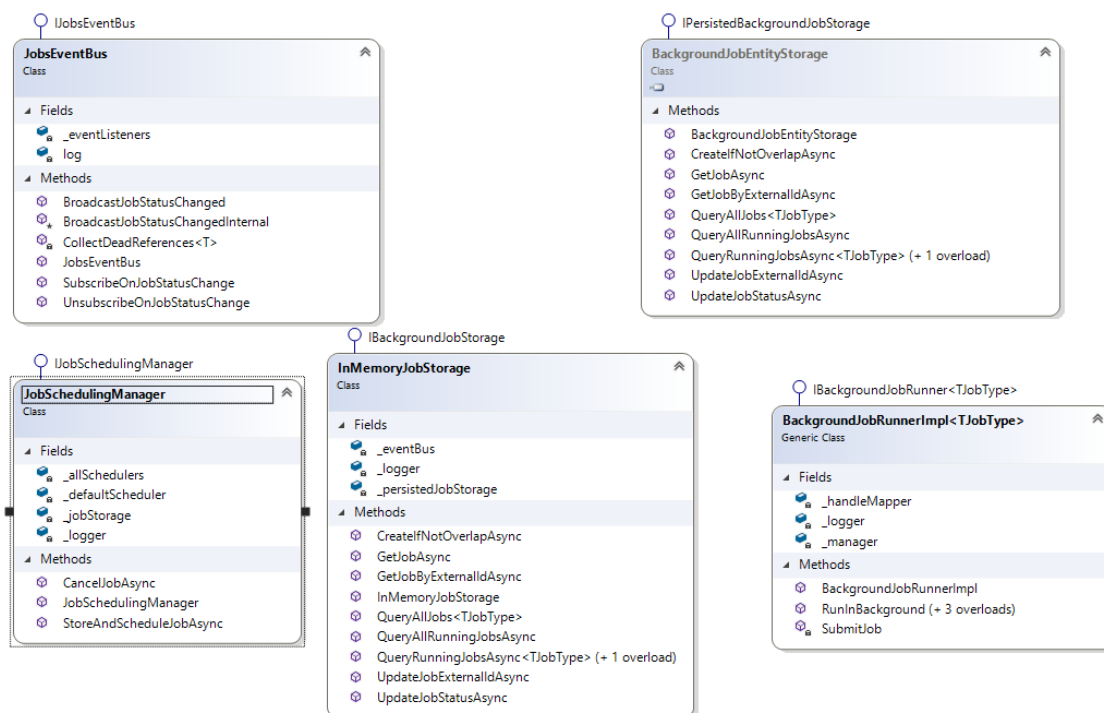 IJobsEventBus
JobsEventBus
Class
Fields
_eventListeners
log
Methods
BroadcastJobStatusChanged
BroadcastJobStatusChangedInternal
CollectDeadReferences<T>
JobsEventBus
SubscribeOnJobStatusChange
UnsubscribeOnJobStatusChange
IPersistedBackgroundJobStorage
BackgroundJobEntityStorage
Class
Methods
BackgroundJobEntityStorage
CreateIfNotOverlapAsync
GetJobAsync
GetJobByExternalIdAsync
QueryAllJobs<TJobType>
QueryAllRunningJobsAsync
QueryRunningJobsAsync<TJobType> (+ 1 overload)
UpdateJobExternalIdAsync
UpdateJobStatusAsync
IJobSchedulingManager
JobSchedulingManager
Class
Fields
_allSchedulers
_defaultScheduler
_jobStorage
_logger
Methods
CancelJobAsync
JobSchedulingManager
StoreAndScheduleJobAsync
IBackgroundJobStorage
InMemoryJobStorage
Class
Fields
_eventBus
_logger
_persistedJobStorage
Methods
CreateIfNotOverlapAsync
GetJobAsync
GetJobByExternalIdAsync
InMemoryJobStorage
QueryAllJobs<TJobType>
QueryAllRunningJobsAsync
QueryRunningJobsAsync<TJobType> (+ 1 overload)
UpdateJobExternalIdAsync
UpdateJobStatusAsync
IBackgroundJobRunner<TJobType>
BackgroundJobRunnerImpl<TJobType>
Generic Class
Fields
_handleMapper
_logger
_manager
Methods
BackgroundJobRunnerImpl
RunInBackground (+ 3 overloads)
SubmitJob